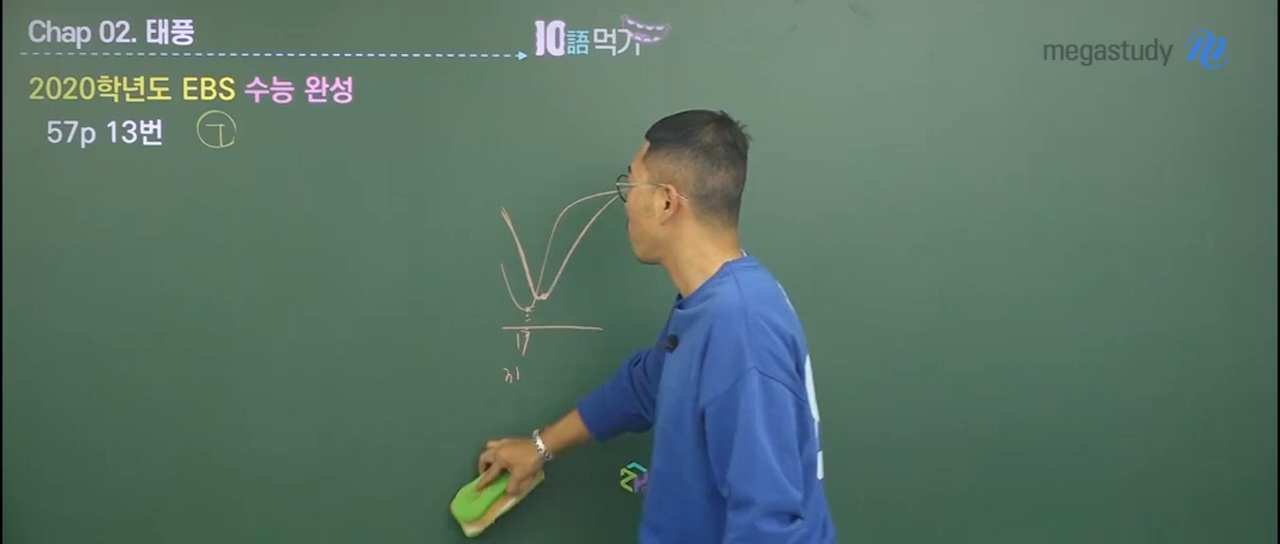 Chap 02. 태풍
10語먹기
megastudy
2020학년도 EBS 수능 완성
57p 13번 ㄱ
17